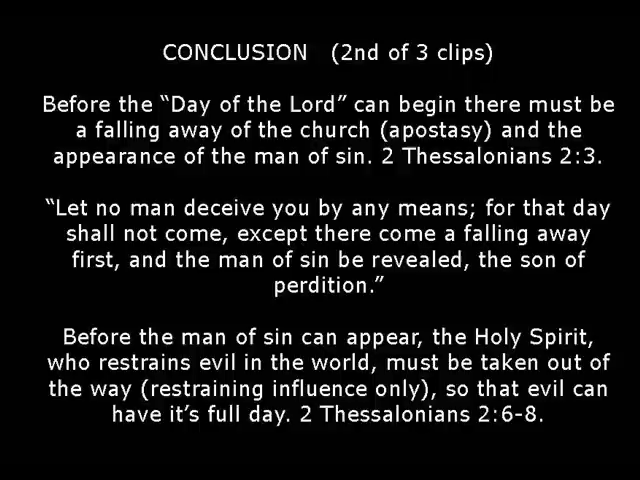 CONCLUSION (2nd of 3 clips)
Before the “Day of the Lord” can begin there must be
a falling away of the church (apostasy) and the
appearance of the man of sin. 2 Thessalonians 2:3.
“Let no man deceive you by any means; for that day
shall not come, except there come a falling away
first, and the man of sin be revealed, the son of
perdition.”
Before the man of sin can appear, the Holy Spirit,
who restrains evil in the world, must be taken out of
the way (restraining influence only), so that evil can
have it’s full day. 2 Thessalonians 2:6-8.